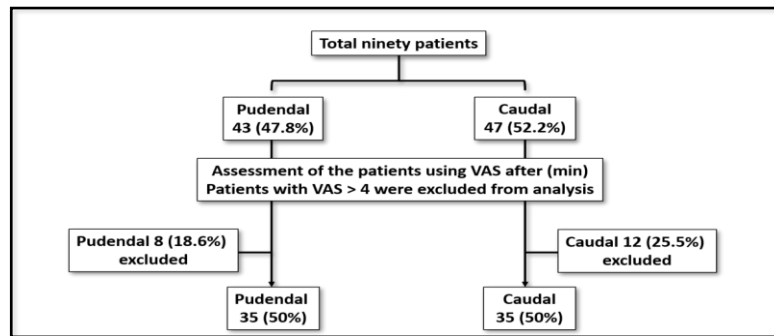 Total ninety patients
Pudendal
43 (47.8%)
Caudal
47 (52.2%)
Assessment of the patients using VAS after (min)
Patients with VAS > 4 were excluded from analysis
Pudendal 8 (18.6%)
excluded
Caudal 12 (25.5%)
excluded
Pudendal
35 (50%)
Caudal
35 (50%)